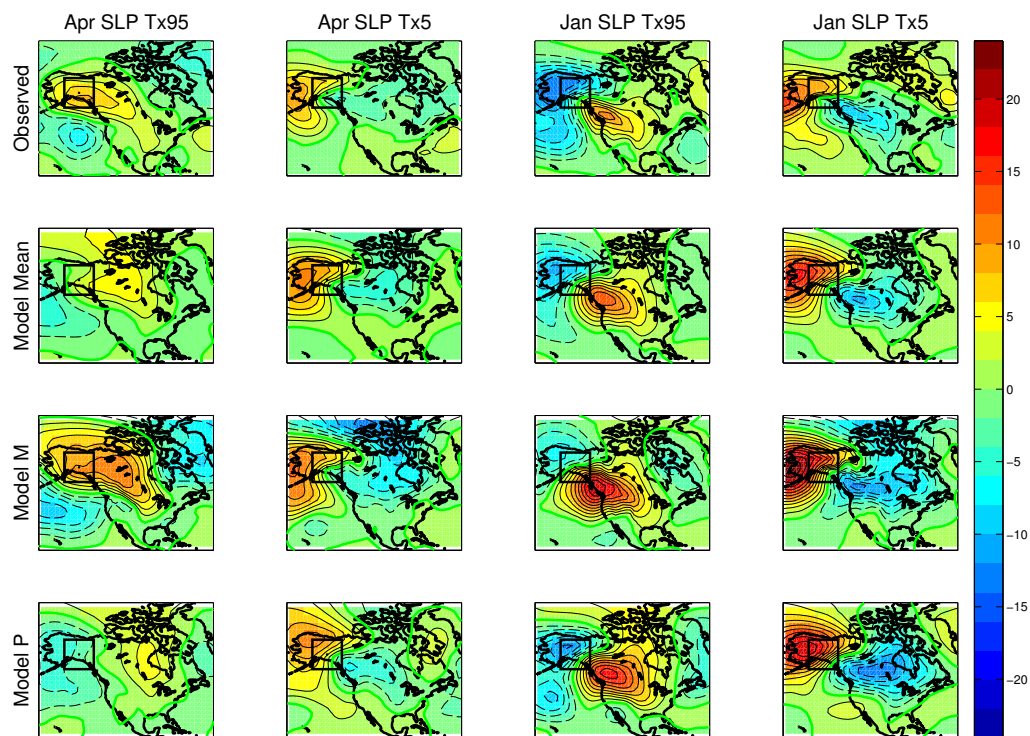 Apr SLP Tx95
Apr SLP Tx5
Jan SLP Tx95
Jan SLP Tx5
Observed
Model Mean
Model M
Model P
20
15
10
5
0
−5
−10
−15
−20